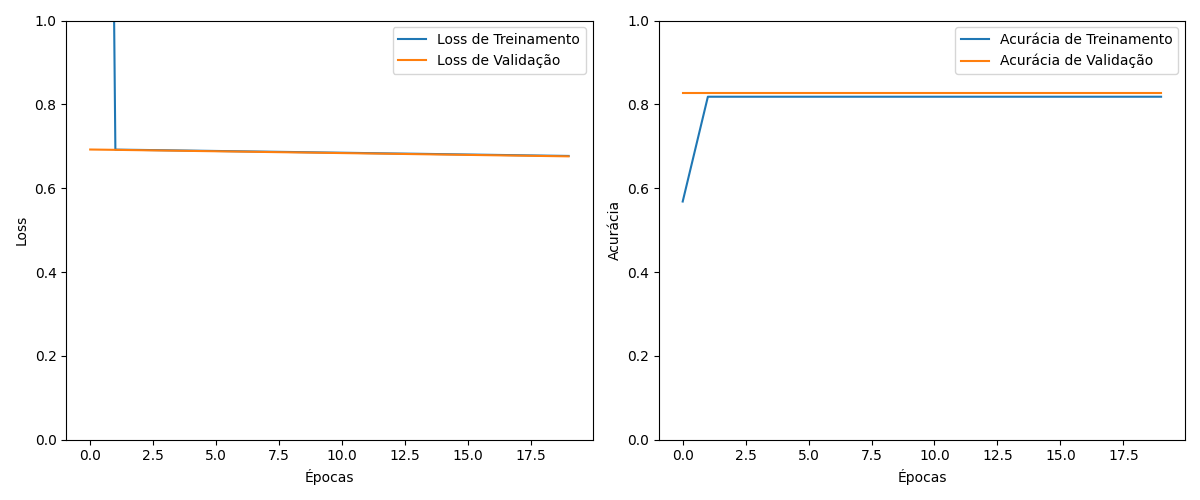 Loss de Treinamento
Loss de Validação
1.0
0.8
0.6
0.4
0.2
0.0
Loss
0.0 2.5 5.0 7.5 10.0 12.5 15.0 17.5
Épocas
Acurácia de Treinamento
Acurácia de Validação
1.0
0.8
0.6
0.4
0.2
0.0
Acurácia
0.0 2.5 5.0 7.5 10.0 12.5 15.0 17.5
Épocas